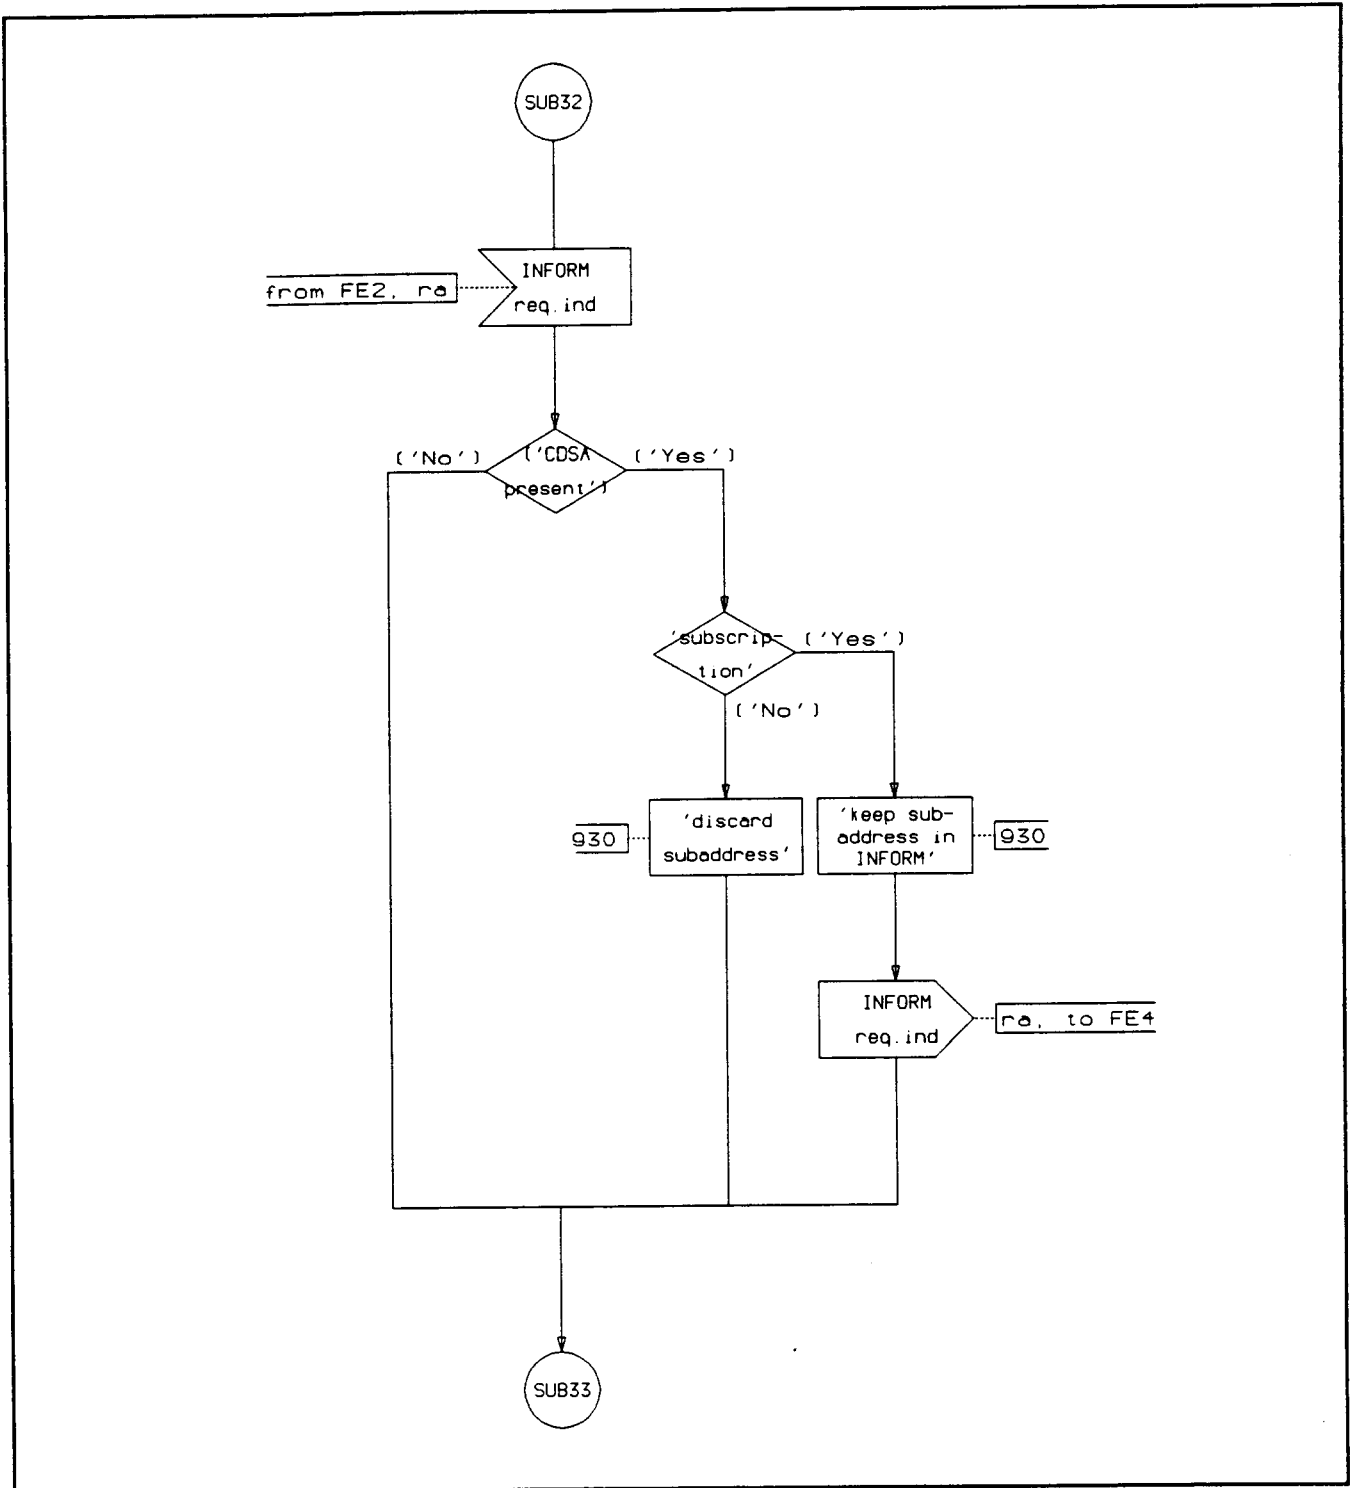 SUB32
INFORM
from FE2, ra
req.ind
('No')
('CDSA
('Yes')
present')
'subscrip-
('Yes')
tion'
('No')
930
'discard
subaddress'
'keep sub-
address in
INFORM'
930
INFORM
req.ind
ra, to FE4
SUB33